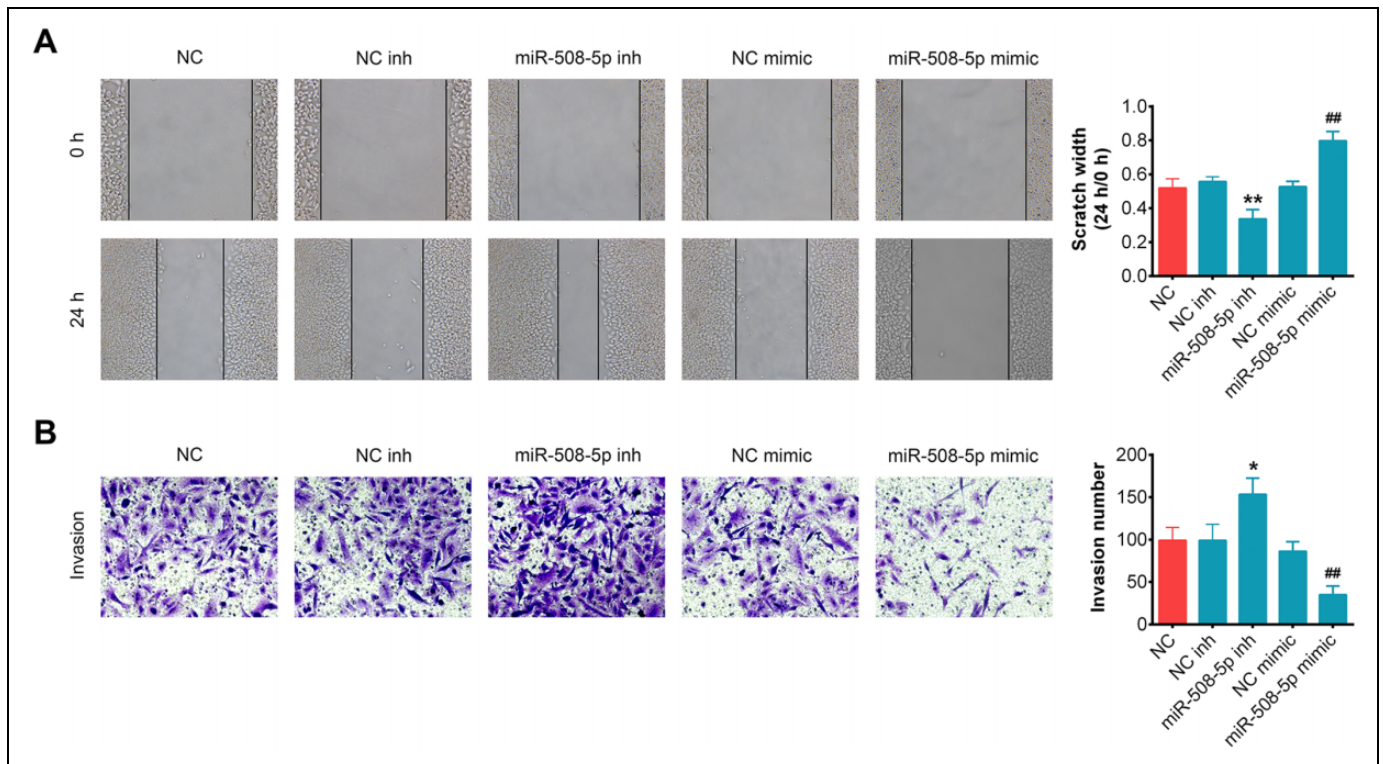 A
NC
NC inh
miR-508-5p inh
NC mimic
miR-508-5p mimic
0 h
24 h
Scratch width
(24 h/0 h)
1.0
0.8
0.6
0.4
0.2
0.0
**
##
NC
NC inh
miR-508-5p inh
NC mimic
miR-508-5p mimic
B
NC
NC inh
miR-508-5p inh
NC mimic
miR-508-5p mimic
Invasion
Invasion number
200
150
100
50
0
*
##
NC
NC inh
miR-508-5p inh
NC mimic
miR-508-5p mimic